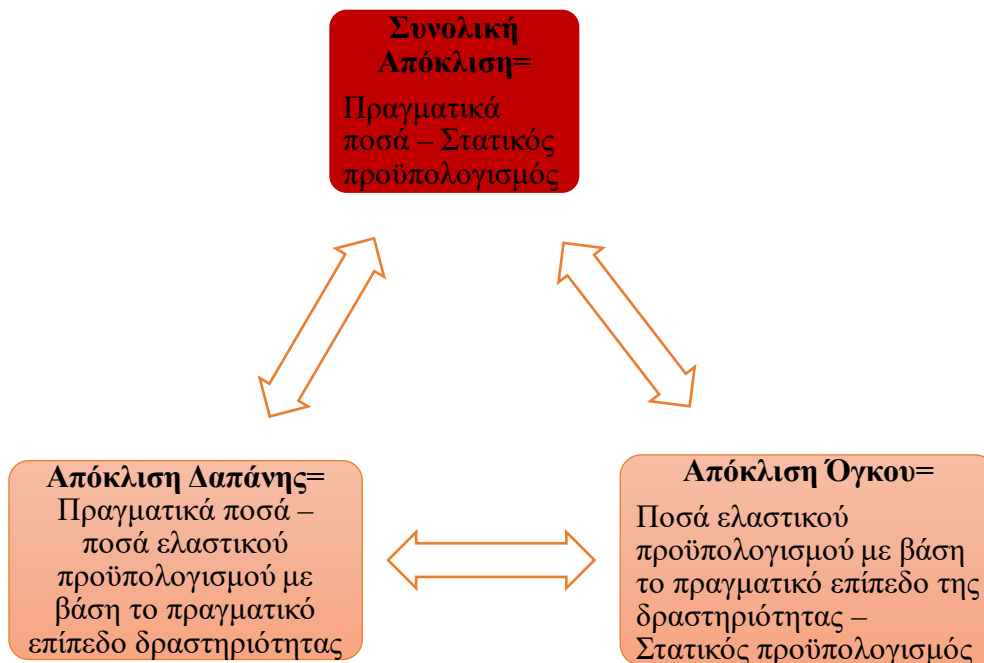 Συνολική
Απόκλιση=
Πραγματικά
ποσά – Στατικός
προϋπολογισμός
Απόκλιση Δαπάνης=
Πραγματικά ποσά –
ποσά ελαστικού
προϋπολογισμού με
βάση το πραγματικό
επίπεδο δραστηριότητας
Απόκλιση Όγκου=
Ποσά ελαστικού
προϋπολογισμού με βάση
το πραγματικό επίπεδο της
δραστηριότητας –
Στατικός προϋπολογισμός